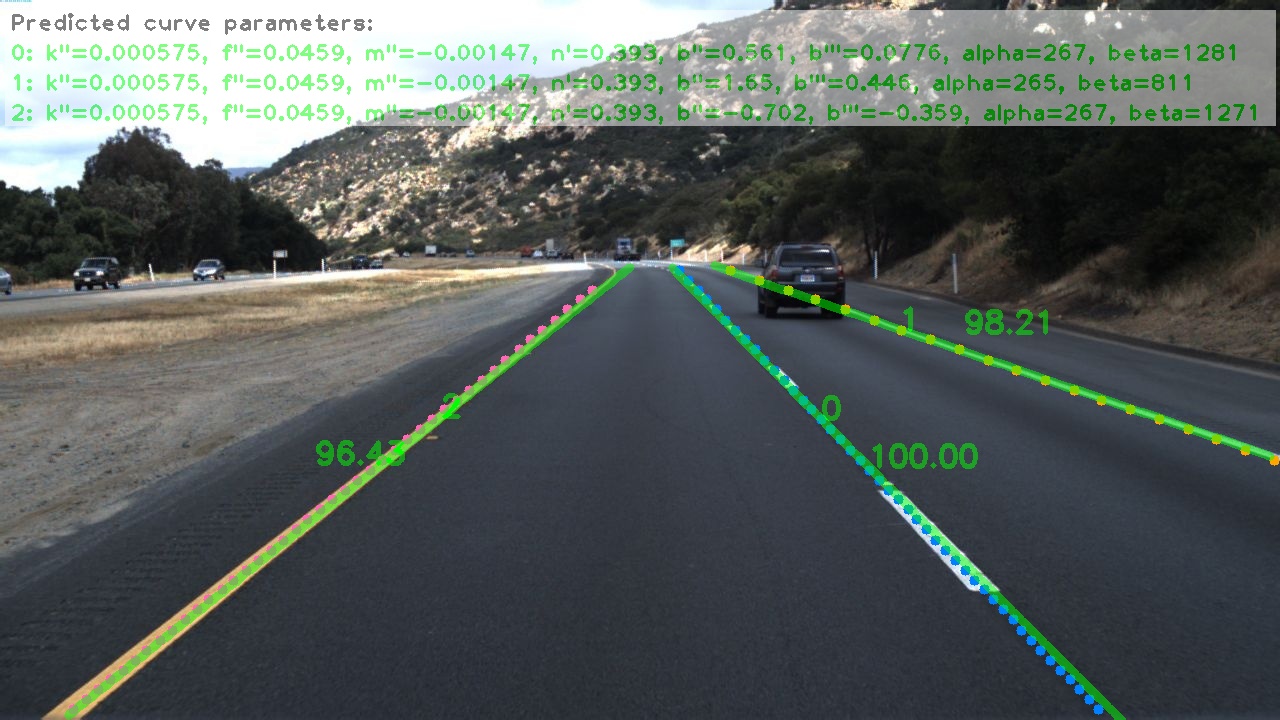 Predicted curve parameters:
0: k''=0.000575, f''=0.0459, m''=-0.00147, n'=0.393, b''=0.561, b'''=0.0776, alpha=267, beta=1281
1: k''=0.000575, f''=0.0459, m''=-0.00147, n'=0.393, b''=1.65, b'''=0.446, alpha=265, beta=811
2: k''=0.000575, f''=0.0459, m''=-0.00147, n'=0.393, b''=-0.702, b'''=-0.359, alpha=267, beta=1271
1 98.21
2 0
96.43 100.00